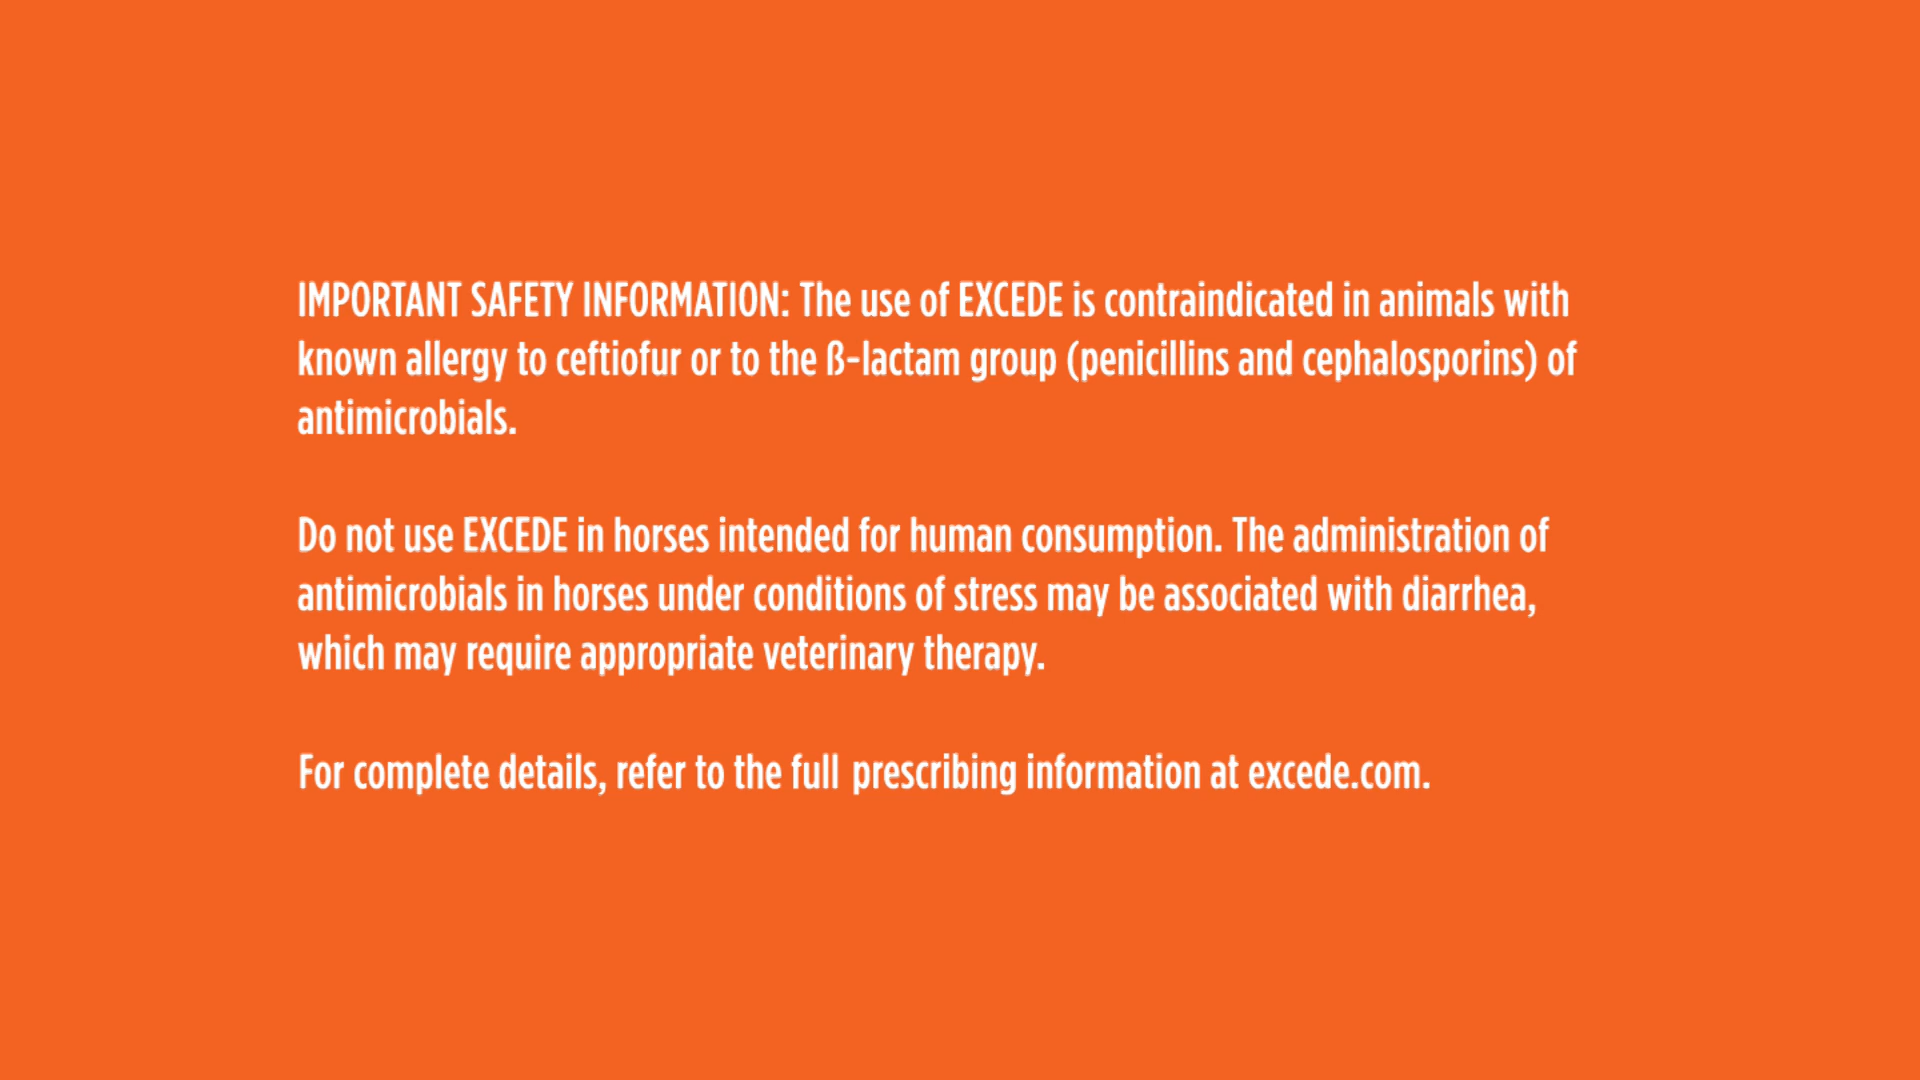 IMPORTANT SAFETY INFORMATION: The use of EXCEDE is contraindicated in animals with
known allergy to ceftiofur or to the ß-lactam group (penicillins and cephalosporins) of
antimicrobials.
Do not use EXCEDE in horses intended for human consumption. The administration of
antimicrobials in horses under conditions of stress may be associated with diarrhea,
which may require appropriate veterinary therapy.
For complete details, refer to the full prescribing information at excede.com.